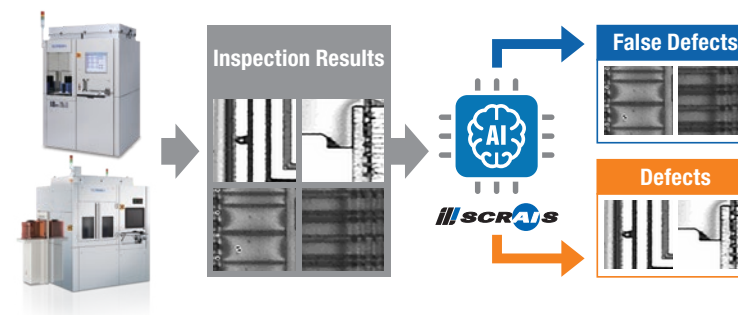 Inspection Results
AI
SCRAIS
False Defects
Defects